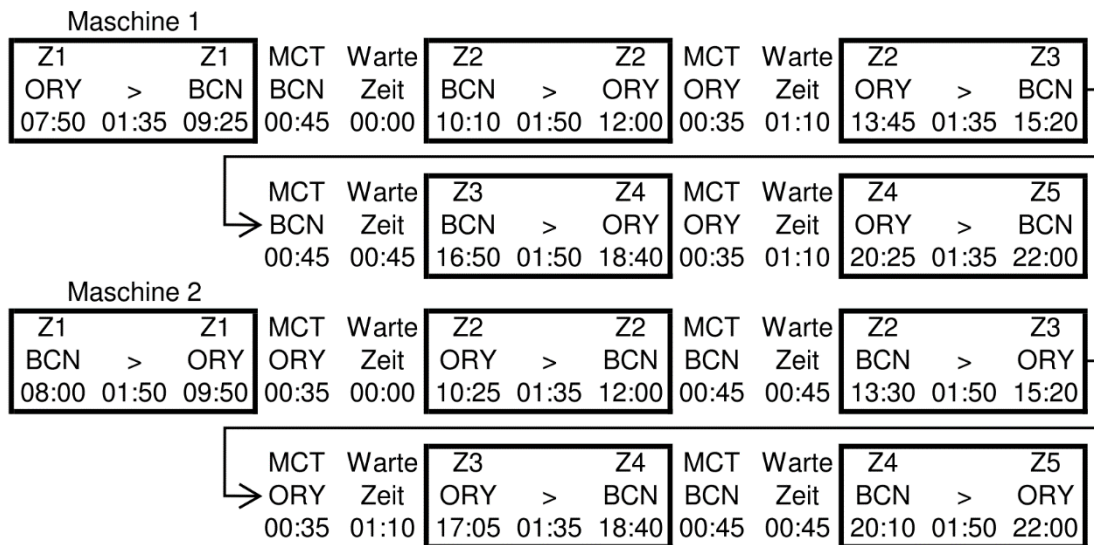 Maschine 1
Z1 Z1 MCT Warte Z2 Z2 MCT Warte Z2 Z3
ORY > BCN BCN Zeit BCN > ORY ORY Zeit ORY > BCN
07:50 01:35 09:25 00:45 00:00 10:10 01:50 12:00 00:35 01:10 13:45 01:35 15:20
MCT Warte Z3 Z4 MCT Warte Z4 Z5
BCN Zeit BCN > ORY ORY Zeit ORY > BCN
00:45 00:45 16:50 01:50 18:40 00:35 01:10 20:25 01:35 22:00
Maschine 2
Z1 Z1 MCT Warte Z2 Z2 MCT Warte Z2 Z3
BCN > ORY ORY Zeit ORY > BCN BCN Zeit BCN > ORY
08:00 01:50 09:50 00:35 00:00 10:25 01:35 12:00 00:45 00:45 13:30 01:50 15:20
MCT Warte Z3 Z4 MCT Warte Z4 Z5
ORY Zeit ORY > BCN BCN Zeit BCN > ORY
00:35 01:10 17:05 01:35 18:40 00:45 00:45 20:10 01:50 22:00